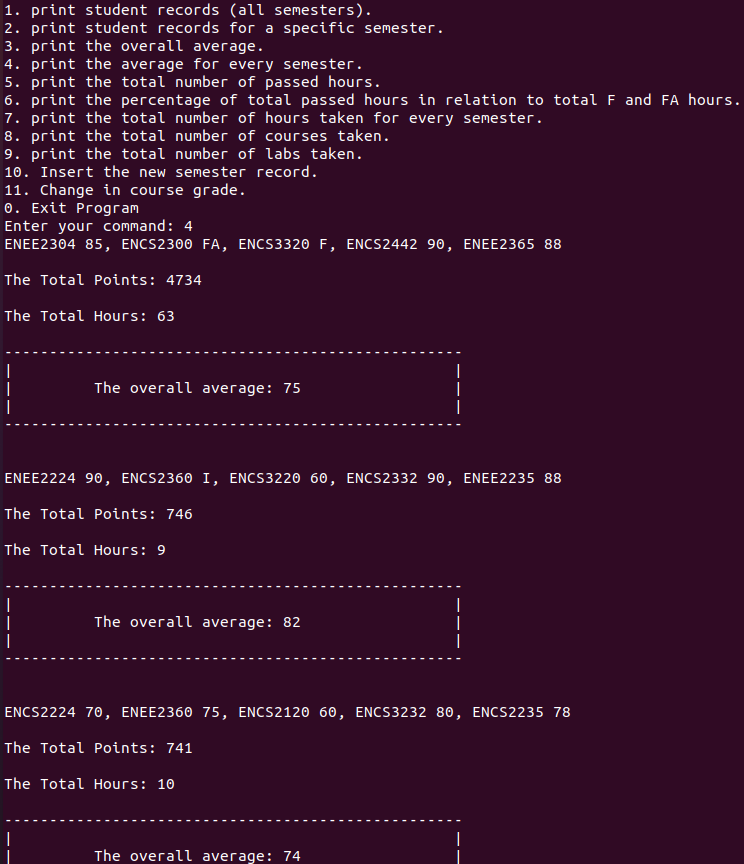 1. print student records (all semesters).
2. print student records for a specific semester.
3. print the overall average.
4. print the average for every semester.
5. print the total number of passed hours.
6. print the percentage of total passed hours in relation to total F and FA hours.
7. print the total number of hours taken for every semester.
8. print the total number of courses taken.
9. print the total number of labs taken.
10. Insert the new semester record.
11. Change in course grade.
0. Exit Program
Enter your command: 4
ENEE2304 85, ENCS2300 FA, ENCS3320 F, ENCS2442 90, ENEE2365 88
The Total Points: 4734
The Total Hours: 63
---------------------------------------------------
|                                                 |
|         The overall average: 75                 |
|                                                 |
---------------------------------------------------
ENEE2224 90, ENCS2360 I, ENCS3220 60, ENCS2332 90, ENEE2235 88
The Total Points: 746
The Total Hours: 9
---------------------------------------------------
|                                                 |
|         The overall average: 82                 |
|                                                 |
---------------------------------------------------
ENCS2224 70, ENEE2360 75, ENCS2120 60, ENCS3232 80, ENCS2235 78
The Total Points: 741
The Total Hours: 10
---------------------------------------------------
|                                                 |
|         The overall average: 74                 |